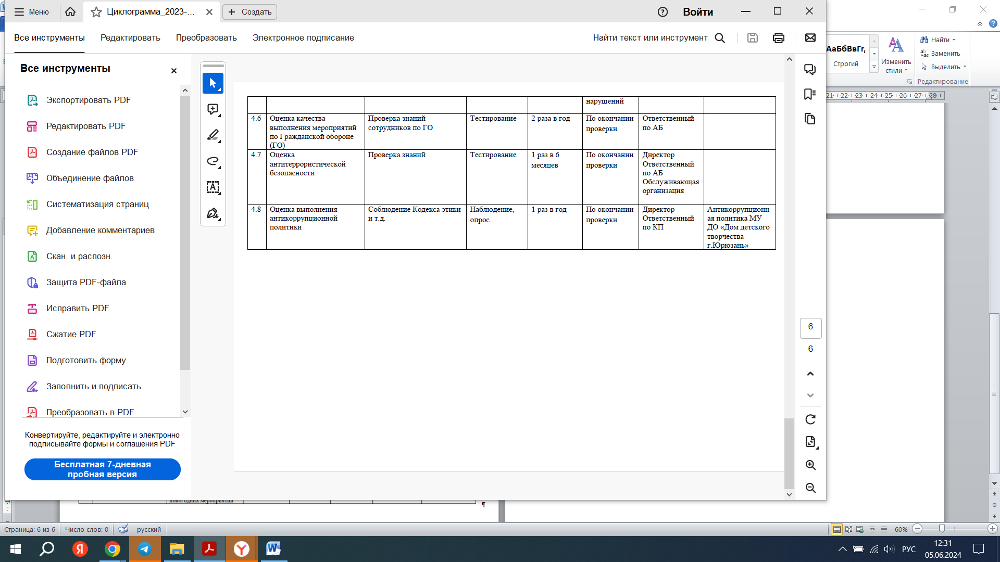 Меню
Циклограмма_2023-...
Создать
Войти
Все инструменты
Редактировать
Преобразовать
Электронное подписание
Найти текст или инструмент
АаБбВвГг,
Строгий
Изменить
стили
Найти
Заменить
Выделить
Редактирование
Все инструменты
Экспортировать PDF
Редактировать PDF
Создание файлов PDF
Объединение файлов
Систематизация страниц
Добавление комментариев
Скан. и распозн.
Защита PDF-файла
Исправить PDF
Сжатие PDF
Подготовить форму
Заполнить и подписать
Преобразовать в PDF
Конвертируйте, редактируйте и электронно
подписывайте формы и соглашения PDF
Бесплатная 7-дневная
пробная версия
21 22 23 24 25 26 27 28
нарушений
4.6
Оценка качества
выполнения мероприятий
по Гражданской обороне
(ГО)
Проверка знаний
сотрудников по ГО
Тестирование
2 раза в год
По окончании
проверки
Ответственный
по АБ
4.7
Оценка
антитеррористической
безопасности
Проверка знаний
Тестирование
1 раз в 6
месяцев
По окончании
проверки
Директор
Ответственный
по АБ
Обслуживающая
организация
4.8
Оценка выполнения
антикоррупционной
политики
Соблюдение Кодекса этики
и т.д.
Наблюдение,
опрос
1 раз в год
По окончании
проверки
Директор
Ответственный
по КП
Антикоррупционн
ая политика МУ
ДО «Дом детского
творчества
г.Юрюзань»
6
6
новогодних мероприятий
¶
Страница: 6 из 6
Число слов: 0
русский
60%
РУС
12:31
05.06.2024